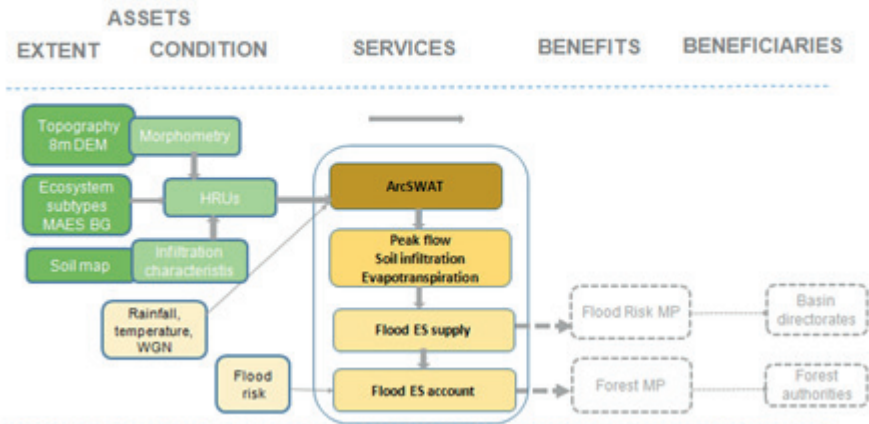 ASSETS
EXTENT CONDITION SERVICES BENEFITS BENEFICIARIES
Topography
8m DEM
Morphometry
Ecosystem
subtypes
MAES BG
HRUs
Soil map
Infiltration
characteristis
Rainfall,
temperature,
WGN
Flood
risk
ArcSWAT
Peak flow
Soil infiltration
Evapotranspiration
Flood ES supply
Flood ES account
Flood Risk MP
Forest MP
Basin
directorates
Forest
authorities